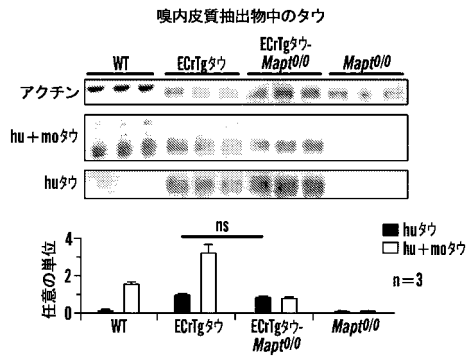 嗅内皮質抽出物中のタウ
WT
ECrTgタウ
ECrTgタウ-
Mapt0/0
Mapt0/0
アクチン
hu+moタウ
huタウ
任意の単位
4
2
0
ns
huタウ
hu+moタウ
n=3
WT
ECrTgタウ
ECrTgタウ-
Mapt0/0
Mapt0/0